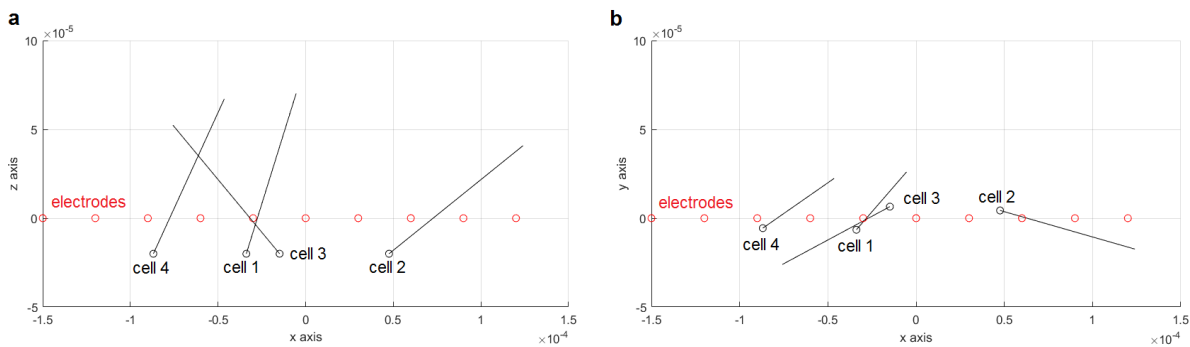 a
×10^-5
10
5
0
-5
z axis
electrodes
cell 4
cell 1
cell 3
cell 2
-1.5
-1
-0.5
0
0.5
1
1.5
x axis
×10^-4
b
×10^-5
10
5
0
-5
y axis
electrodes
cell 4
cell 1
cell 3
cell 2
-1.5
-1
-0.5
0
0.5
1
1.5
x axis
×10^-4